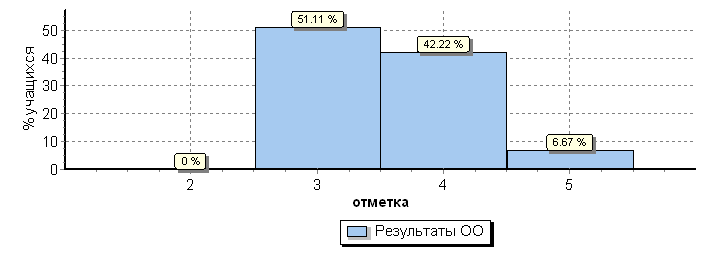 % учащихся
50
40
30
20
10
0
0 %
51.11 %
42.22 %
6.67 %
2 3 4 5
отметка
Результаты ОО